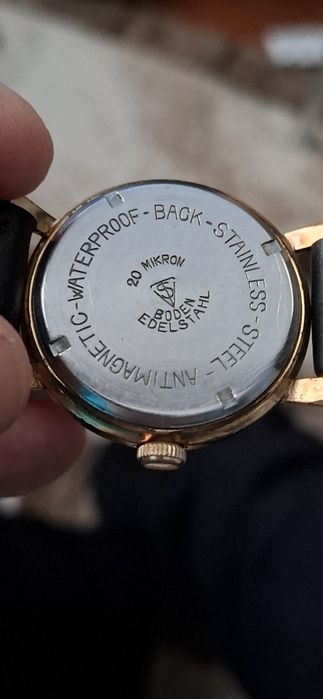 WATERPROOF-BACK-STAINLESS-STEEL-ANTIMAGNETIC-
20 MIKRON
BODEN
EDELSTAHL